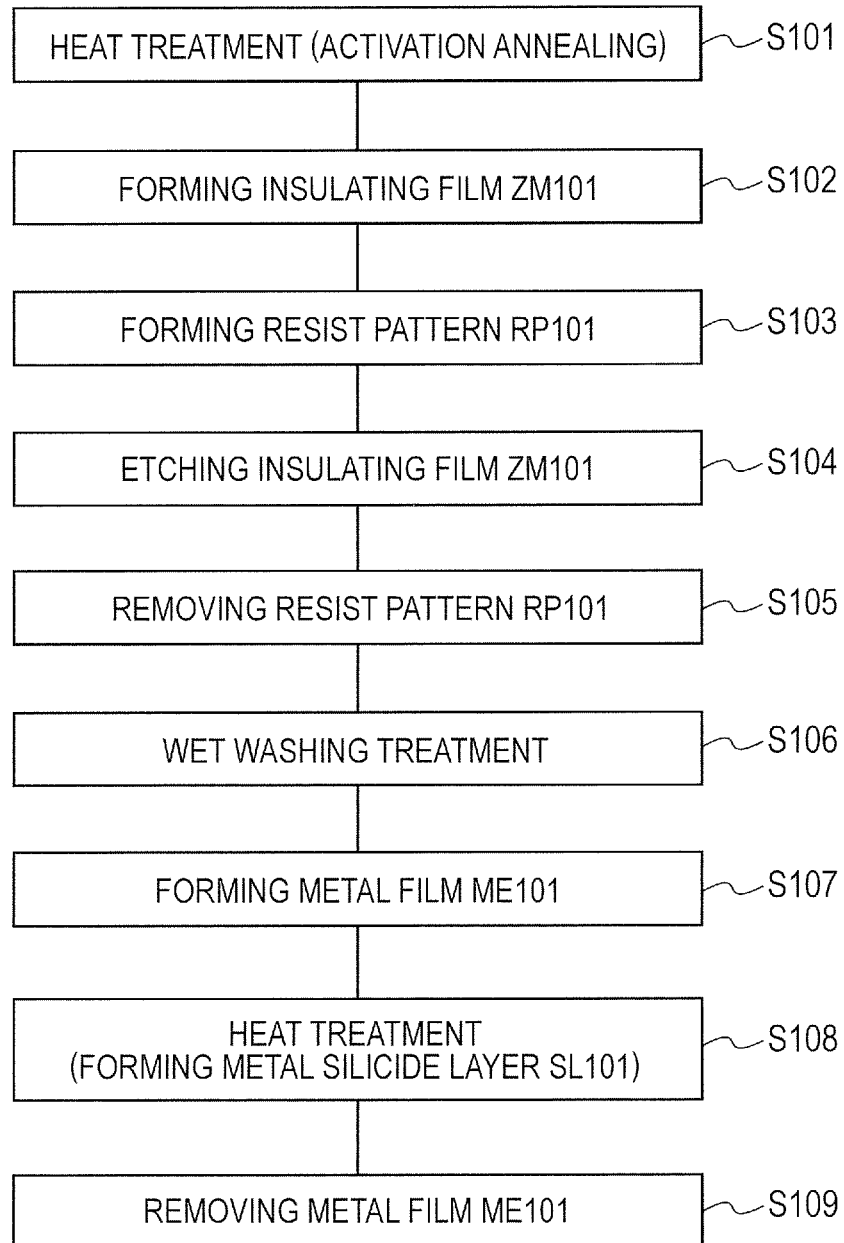 HEAT TREATMENT (ACTIVATION ANNEALING) S101
FORMING INSULATING FILM ZM101 S102
FORMING RESIST PATTERN RP101 S103
ETCHING INSULATING FILM ZM101 S104
REMOVING RESIST PATTERN RP101 S105
WET WASHING TREATMENT S106
FORMING METAL FILM ME101 S107
HEAT TREATMENT
(FORMING METAL SILICIDE LAYER SL101) S108
REMOVING METAL FILM ME101 S109